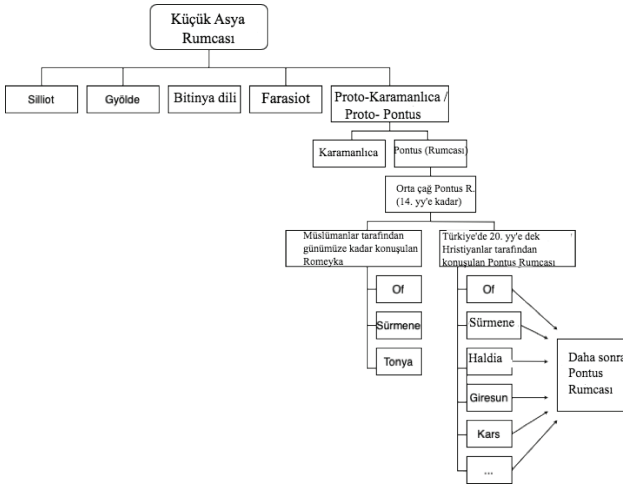 Küçük Asya
Rumcası
Silliot
Gyölde
Bitinya dili
Farasiot
Proto-Karamanlıca /
Proto- Pontus
Karamanlıca
Pontus (Rumcası)
Orta çağ Pontus R.
(14. yy'e kadar)
Müslümanlar tarafından
günümüze kadar konuşulan
Romeyka
Türkiye'de 20. yy'e dek
Hristiyanlar tarafından
konuşulan Pontus Rumcası
Of
Sürmene
Tonya
Of
Sürmene
Haldia
Giresun
Kars
...
Daha sonra
Pontus
Rumcası